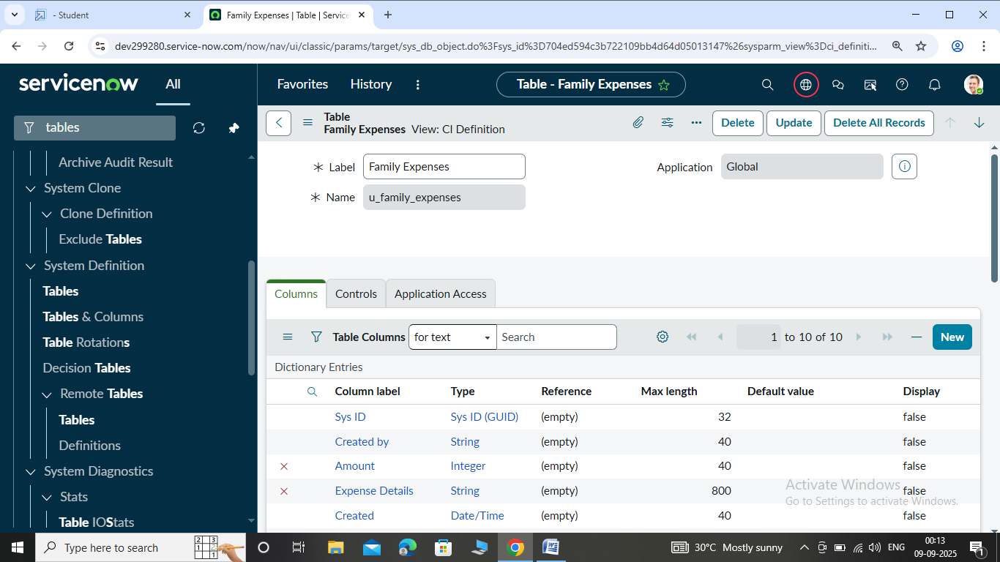 - Student
Family Expenses | Table | Service
dev299280.service-now.com/now/nav/ui/classic/params/target/sys_db_object.do%3Fsys_id%3D704ed594c3b722109bb4d64d05013147%26sysparm_view%3Dci_definiti...
servicenow
All
Favorites
History
Table - Family Expenses
tables
Table
Family Expenses View: CI Definition
Delete
Update
Delete All Records
Archive Audit Result
System Clone
Clone Definition
Exclude Tables
System Definition
Tables
Tables & Columns
Table Rotations
Decision Tables
Remote Tables
Tables
Definitions
System Diagnostics
Stats
Table IOStats
Label
Family Expenses
Application
Global
Name
u_family_expenses
Columns
Controls
Application Access
Table Columns
for text
Search
1 to 10 of 10
New
Dictionary Entries
Column label Type Reference Max length Default value Display
Sys ID Sys ID (GUID) (empty) 32 false
Created by String (empty) 40 false
Amount Integer (empty) 40 false
Expense Details String (empty) 800 false
Created Date/Time (empty) 40 false
Activate Windows
Go to Settings to activate Windows.
Type here to search
2 3
1 2
1
30°C Mostly sunny
ENG
00:13
09-09-2025
1